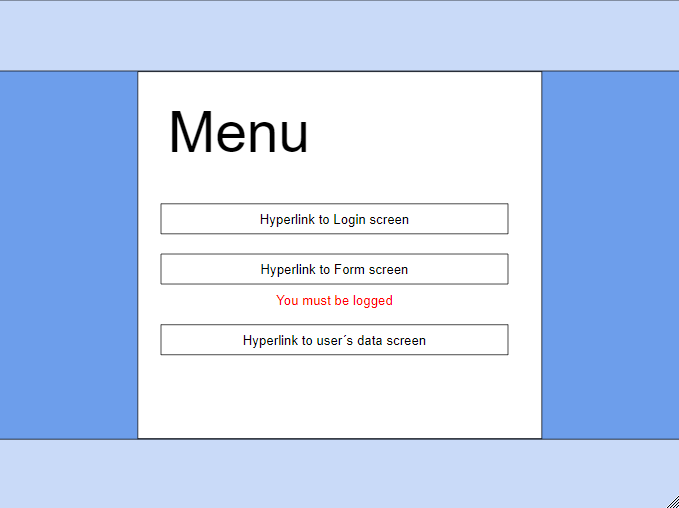 Menu
Hyperlink to Login screen
Hyperlink to Form screen
You must be logged
Hyperlink to user´s data screen